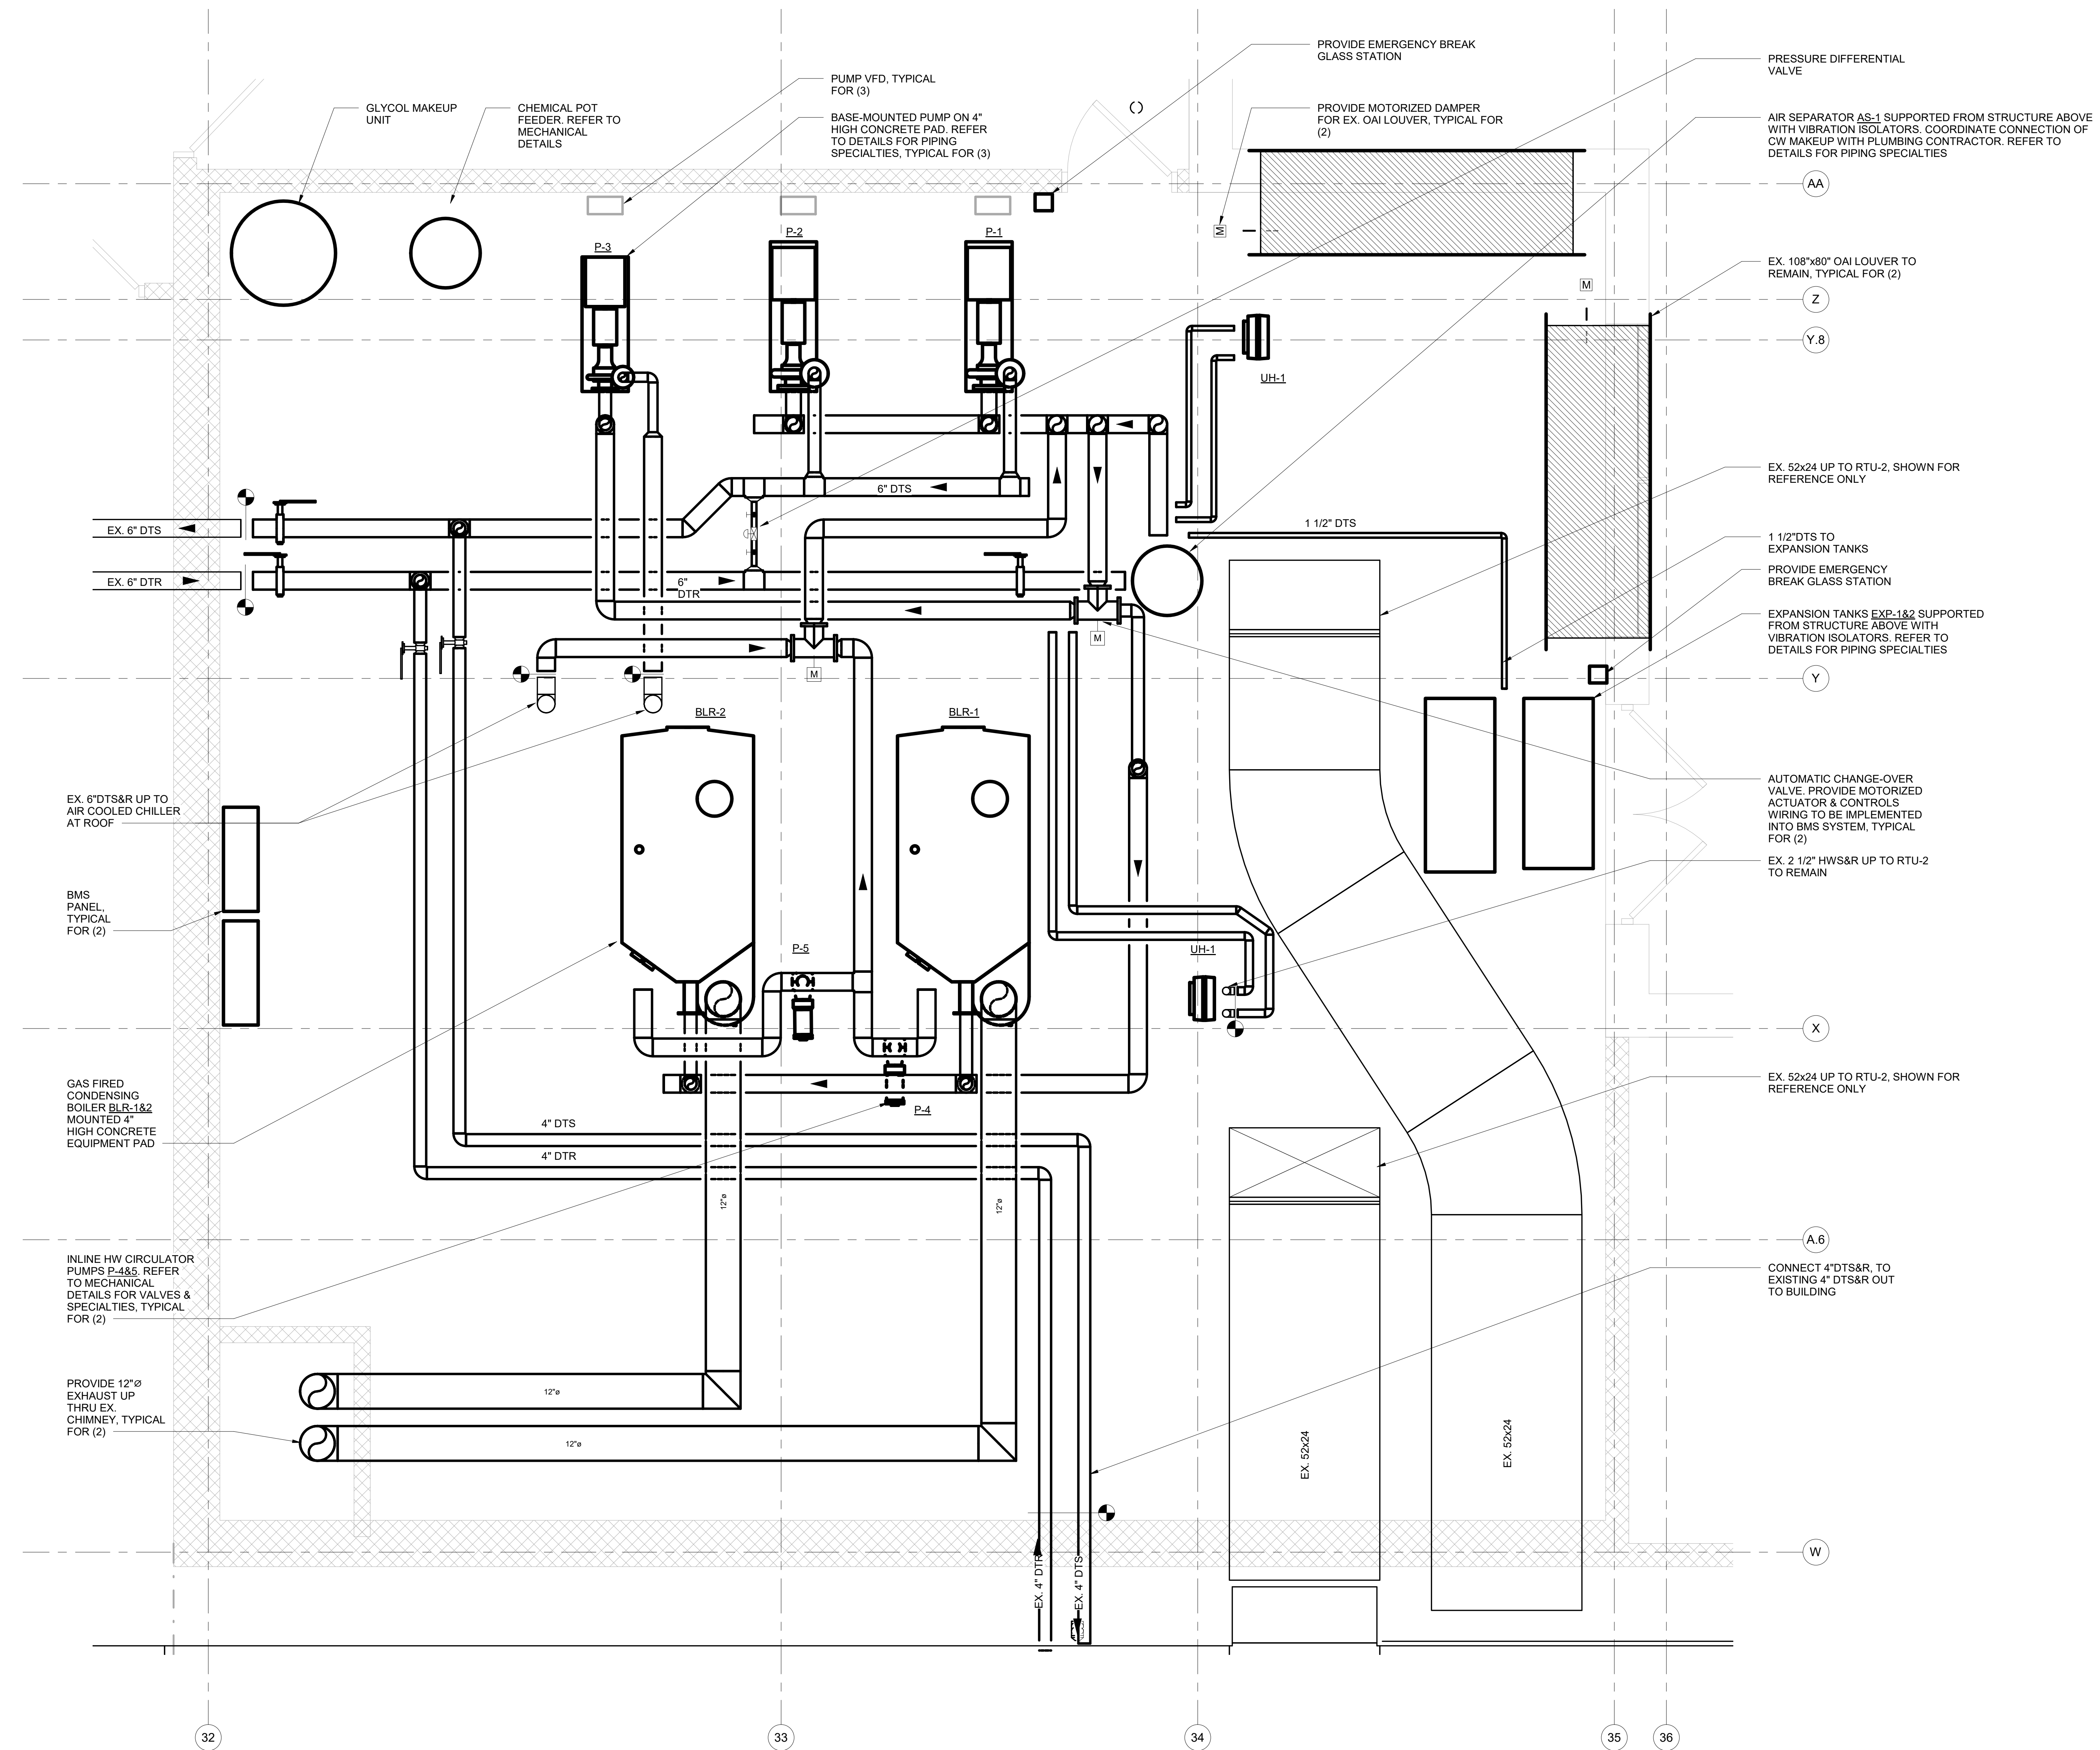 PROVIDE EMERGENCY BREAK
GLASS STATION
PRESSURE DIFFERENTIAL
VALVE
PUMP VFD, TYPICAL
FOR (3)
GLYCOL MAKEUP
UNIT
CHEMICAL POT
FEEDER. REFER TO
MECHANICAL
DETAILS
BASE-MOUNTED PUMP ON 4"
HIGH CONCRETE PAD. REFER
TO DETAILS FOR PIPING
SPECIALTIES, TYPICAL FOR (3)
PROVIDE MOTORIZED DAMPER
FOR EX. OAI LOUVER, TYPICAL FOR
(2)
AIR SEPARATOR AS-1 SUPPORTED FROM STRUCTURE ABOVE
WITH VIBRATION ISOLATORS. COORDINATE CONNECTION OF
CW MAKEUP WITH PLUMBING CONTRACTOR. REFER TO
DETAILS FOR PIPING SPECIALTIES
AA
M
P-3
P-2
P-1
EX. 108"x80" OAI LOUVER TO
REMAIN, TYPICAL FOR (2)
M
Z
Y.8
UH-1
EX. 52x24 UP TO RTU-2, SHOWN FOR
REFERENCE ONLY
6" DTS
EX. 6" DTS
1 1/2" DTS
1 1/2"DTS TO
EXPANSION TANKS
PROVIDE EMERGENCY
BREAK GLASS STATION
EX. 6" DTR
6"
DTR
EXPANSION TANKS EXP-1&2 SUPPORTED
FROM STRUCTURE ABOVE WITH
VIBRATION ISOLATORS. REFER TO
DETAILS FOR PIPING SPECIALTIES
M
M
Y
BLR-2
BLR-1
EX. 6"DTS&R UP TO
AIR COOLED CHILLER
AT ROOF
AUTOMATIC CHANGE-OVER
VALVE. PROVIDE MOTORIZED
ACTUATOR & CONTROLS
WIRING TO BE IMPLEMENTED
INTO BMS SYSTEM, TYPICAL
FOR (2)
EX. 2 1/2" HWS&R UP TO RTU-2
TO REMAIN
BMS
PANEL,
TYPICAL
FOR (2)
P-5
UH-1
X
GAS FIRED
CONDENSING
BOILER BLR-1&2
MOUNTED 4"
HIGH CONCRETE
EQUIPMENT PAD
EX. 52x24 UP TO RTU-2, SHOWN FOR
REFERENCE ONLY
P-4
4" DTS
4" DTR
12"ø
12"ø
A.6
INLINE HW CIRCULATOR
PUMPS P-4&5. REFER
TO MECHANICAL
DETAILS FOR VALVES &
SPECIALTIES, TYPICAL
FOR (2)
CONNECT 4"DTS&R, TO
EXISTING 4" DTS&R OUT
TO BUILDING
PROVIDE 12"Ø
EXHAUST UP
THRU EX.
CHIMNEY, TYPICAL
FOR (2)
12"ø
12"ø
EX. 52x24
EX. 52x24
W
EX. 4" DTR
EX. 4" DTS
32
33
34
35
36